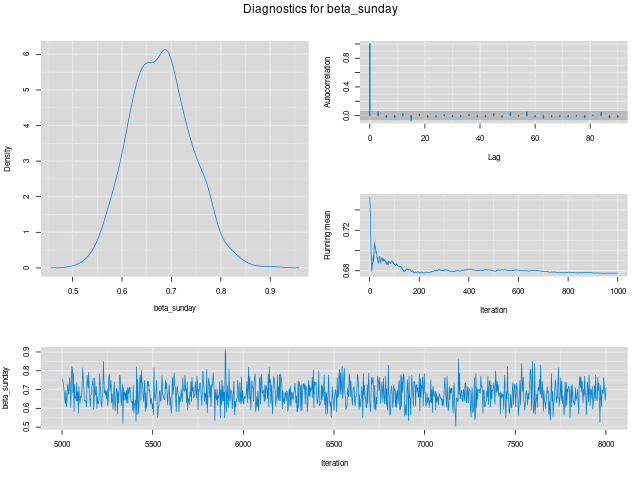 Diagnostics for beta_sunday
Density
0 1 2 3 4 5 6
0.5 0.6 0.7 0.8 0.9
beta_sunday
Autocorrelation
0.0 0.4 0.8
0 20 40 60 80
Lag
Running mean
0.68 0.72
0 200 400 600 800 1000
Iteration
beta_sunday
0.5 0.6 0.7 0.8 0.9
5000 5500 6000 6500 7000 7500 8000
Iteration